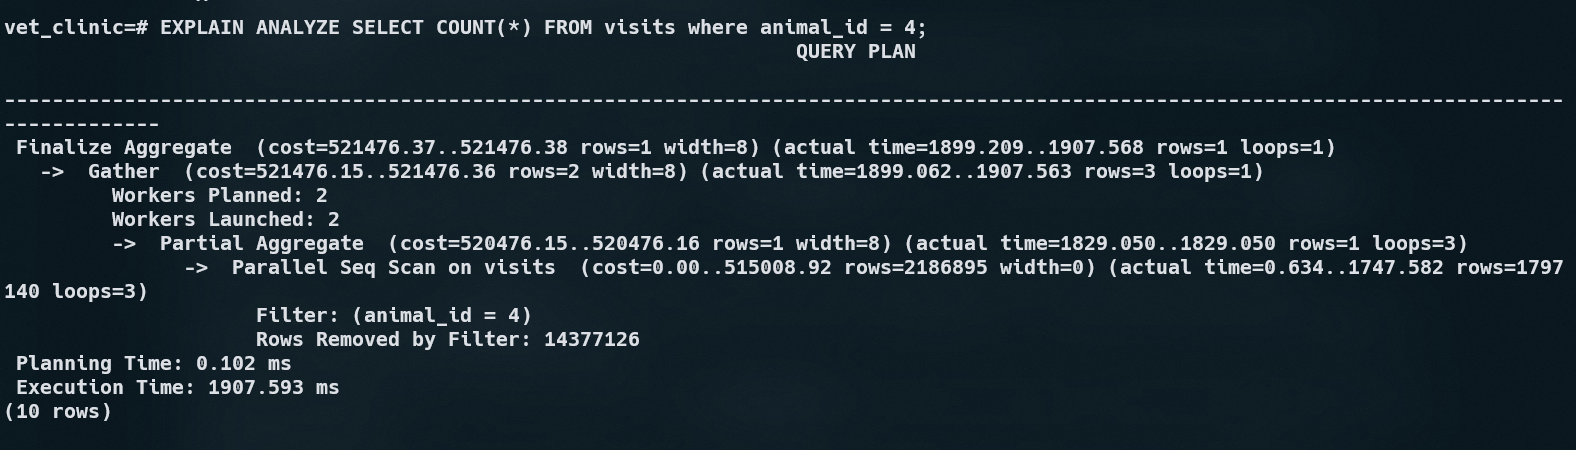 vet_clinic=# EXPLAIN ANALYZE SELECT COUNT(*) FROM visits where animal_id = 4;
QUERY PLAN
----------------------------------------------------------------------------------------------------------------------------------
-------------
Finalize Aggregate  (cost=521476.37..521476.38 rows=1 width=8) (actual time=1899.209..1907.568 rows=1 loops=1)
->  Gather  (cost=521476.15..521476.36 rows=2 width=8) (actual time=1899.062..1907.563 rows=3 loops=1)
Workers Planned: 2
Workers Launched: 2
->  Partial Aggregate  (cost=520476.15..520476.16 rows=1 width=8) (actual time=1829.050..1829.050 rows=1 loops=3)
->  Parallel Seq Scan on visits  (cost=0.00..515008.92 rows=2186895 width=0) (actual time=0.634..1747.582 rows=1797
140 loops=3)
Filter: (animal_id = 4)
Rows Removed by Filter: 14377126
Planning Time: 0.102 ms
Execution Time: 1907.593 ms
(10 rows)